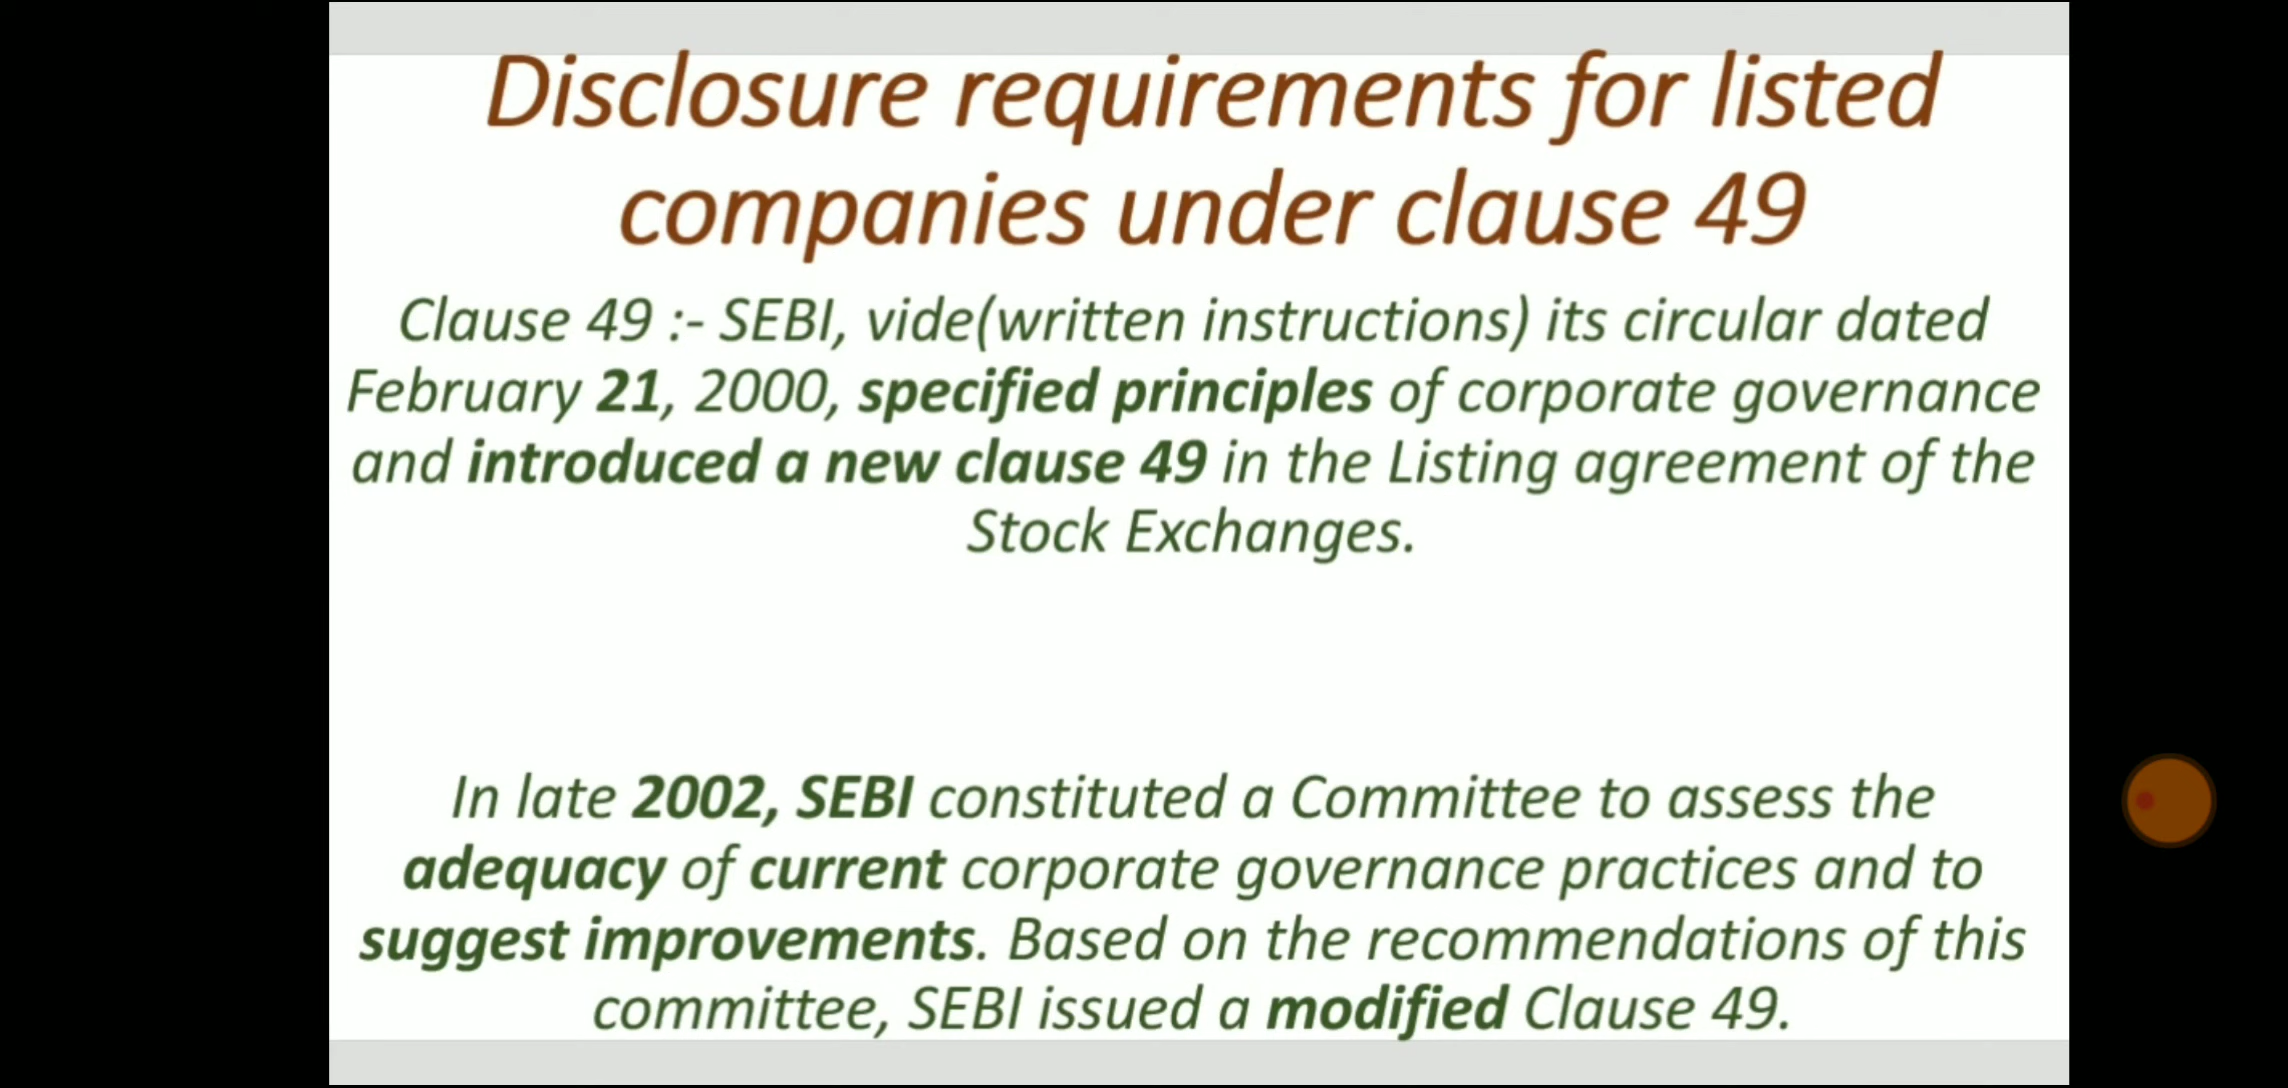 Disclosure requirements for listed
companies under clause 49
Clause 49 :- SEBI, vide(written instructions) its circular dated
February 21, 2000, specified principles of corporate governance
and introduced a new clause 49 in the Listing agreement of the
Stock Exchanges.
In late 2002, SEBI constituted a Committee to assess the
adequacy of current corporate governance practices and to
suggest improvements. Based on the recommendations of this
committee, SEBI issued a modified Clause 49.